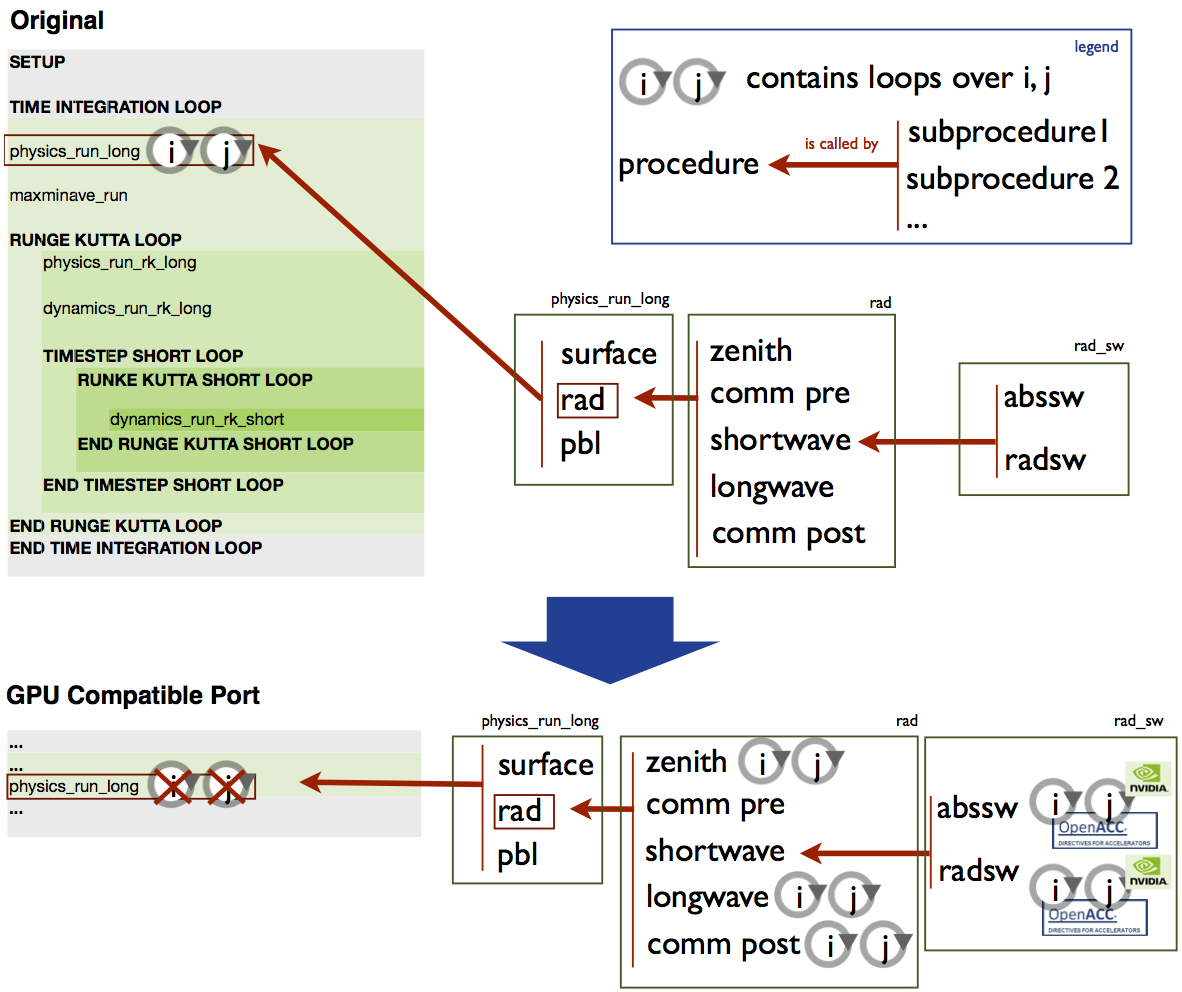 Original
SETUP
TIME INTEGRATION LOOP
physics_run_long i j
maxminave_run
RUNGE KUTTA LOOP
physics_run_rk_long
dynamics_run_rk_long
TIMESTEP SHORT LOOP
RUNKE KUTTA SHORT LOOP
dynamics_run_rk_short
END RUNGE KUTTA SHORT LOOP
END TIMESTEP SHORT LOOP
END RUNGE KUTTA LOOP
END TIME INTEGRATION LOOP
legend
i j contains loops over i, j
procedure
is called by
subprocedure1
subprocedure 2
...
physics_run_long
surface
rad
pbl
rad
zenith
comm pre
shortwave
longwave
comm post
rad_sw
abssw
radsw
GPU Compatible Port
...
...
physics_run_long i j
...
physics_run_long
surface
rad
pbl
rad
zenith i j
comm pre
shortwave
longwave i j
comm post i j
rad_sw
abssw i j
NVIDIA.
OpenACC.
DIRECTIVES FOR ACCELERATORS
radsw i j
NVIDIA.
OpenACC.
DIRECTIVES FOR ACCELERATORS